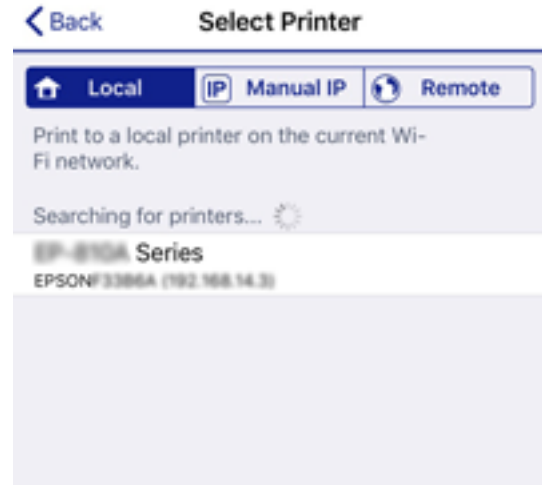 Back Select Printer
Local IP Manual IP Remote
Print to a local printer on the current Wi-
Fi network.
Searching for printers...
Series
EPSON